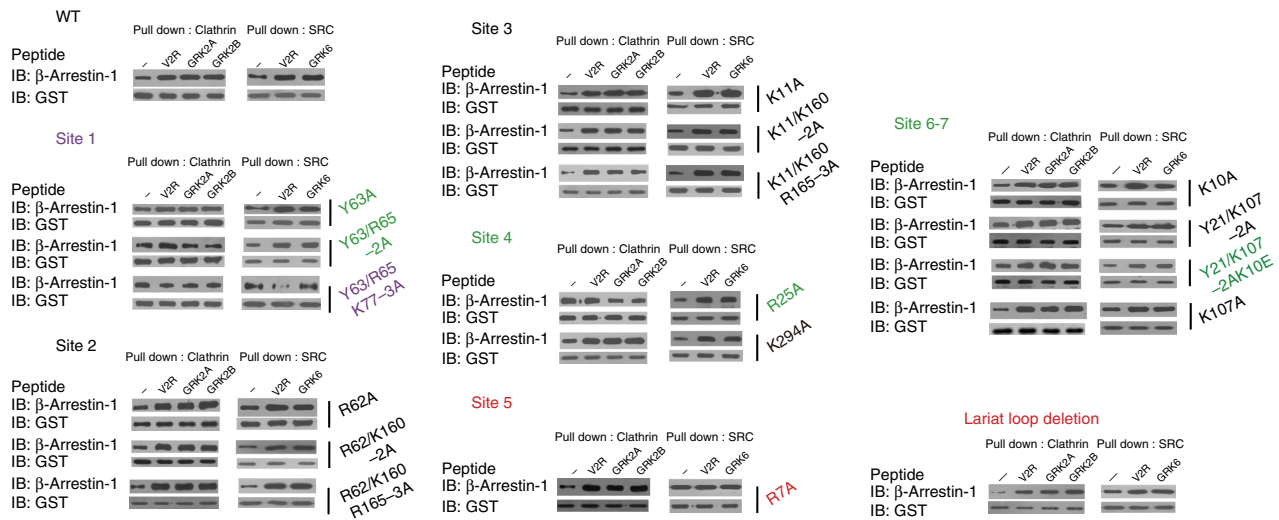 WT
Pull down : Clathrin
Pull down : SRC
Peptide
– V2R GRK2A GRK2B
– V2R GRK6
IB: β-Arrestin-1
IB: GST
Site 1
Pull down : Clathrin
Pull down : SRC
Peptide
– V2R GRK2A GRK2B
– V2R GRK6
IB: β-Arrestin-1
IB: GST
Y63A
IB: β-Arrestin-1
IB: GST
Y63/R65
–2A
IB: β-Arrestin-1
IB: GST
Y63/R65
K77–3A
Site 2
Pull down : Clathrin
Pull down : SRC
Peptide
– V2R GRK2A GRK2B
– V2R GRK6
IB: β-Arrestin-1
IB: GST
R62A
IB: β-Arrestin-1
IB: GST
R62/K160
–2A
IB: β-Arrestin-1
IB: GST
R62/K160
R165–3A
Site 3
Pull down : Clathrin
Pull down : SRC
Peptide
– V2R GRK2A GRK2B
– V2R GRK6
IB: β-Arrestin-1
IB: GST
K11A
IB: β-Arrestin-1
IB: GST
K11/K160
–2A
IB: β-Arrestin-1
IB: GST
K11/K160
R165–3A
Site 4
Pull down : Clathrin
Pull down : SRC
Peptide
– V2R GRK2A GRK2B
– V2R GRK6
IB: β-Arrestin-1
IB: GST
R25A
IB: β-Arrestin-1
IB: GST
K294A
Site 5
Pull down : Clathrin
Pull down : SRC
Peptide
– V2R GRK2A GRK2B
– V2R GRK6
IB: β-Arrestin-1
IB: GST
R7A
Site 6-7
Pull down : Clathrin
Pull down : SRC
Peptide
– V2R GRK2A GRK2B
– V2R GRK6
IB: β-Arrestin-1
IB: GST
K10A
IB: β-Arrestin-1
IB: GST
Y21/K107
–2A
IB: β-Arrestin-1
IB: GST
Y21/K107
–2AK10E
IB: β-Arrestin-1
IB: GST
K107A
Lariat loop deletion
Pull down : Clathrin
Pull down : SRC
Peptide
– V2R GRK2A GRK2B
– V2R GRK6
IB: β-Arrestin-1
IB: GST